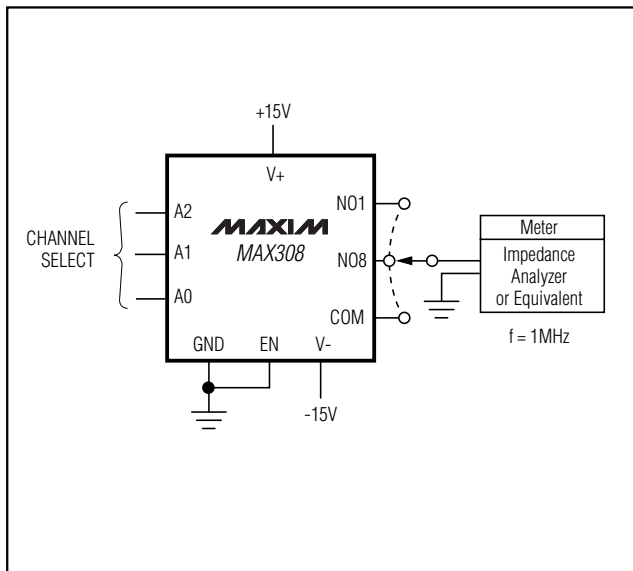 +15V
V+
NO1
A2
MAXIM
MAX308
Meter
CHANNEL
SELECT
A1
NO8
Impedance
Analyzer
or Equivalent
A0
COM
f = 1MHz
GND EN V-
-15V